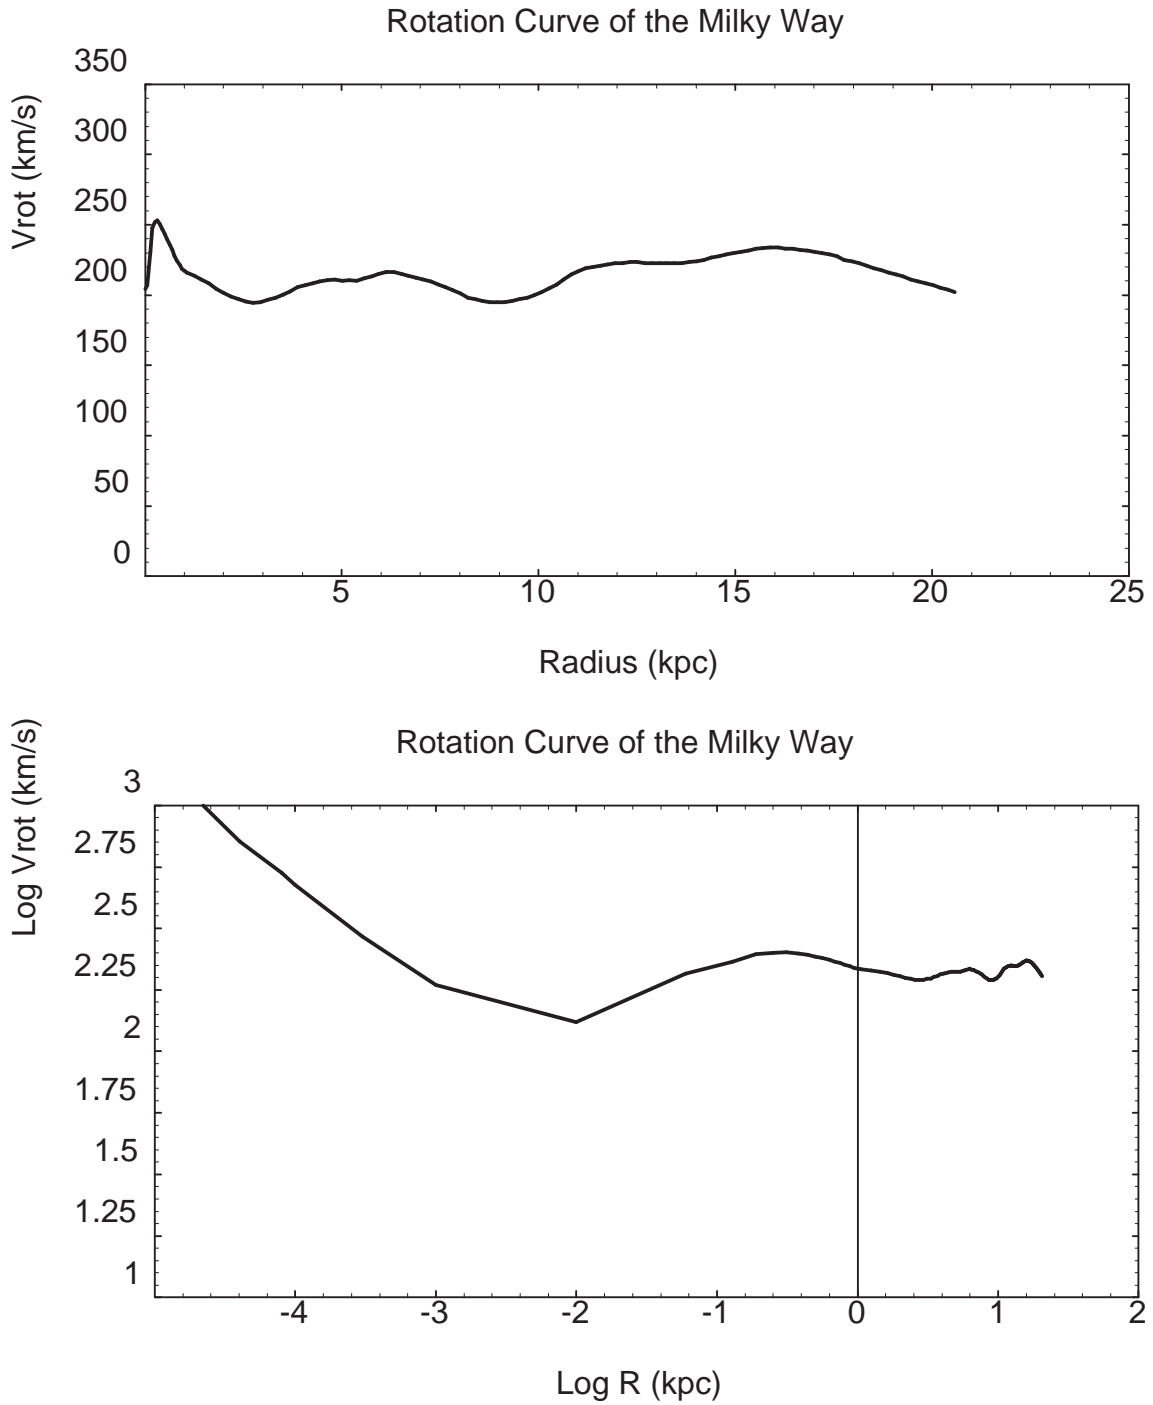 Rotation Curve of the Milky Way
Vrot (km/s)
350
300
250
200
150
100
50
0
5 10 15 20 25
Radius (kpc)
Rotation Curve of the Milky Way
Log Vrot (km/s)
3
2.75
2.5
2.25
2
1.75
1.5
1.25
1
-4 -3 -2 -1 0 1 2
Log R (kpc)